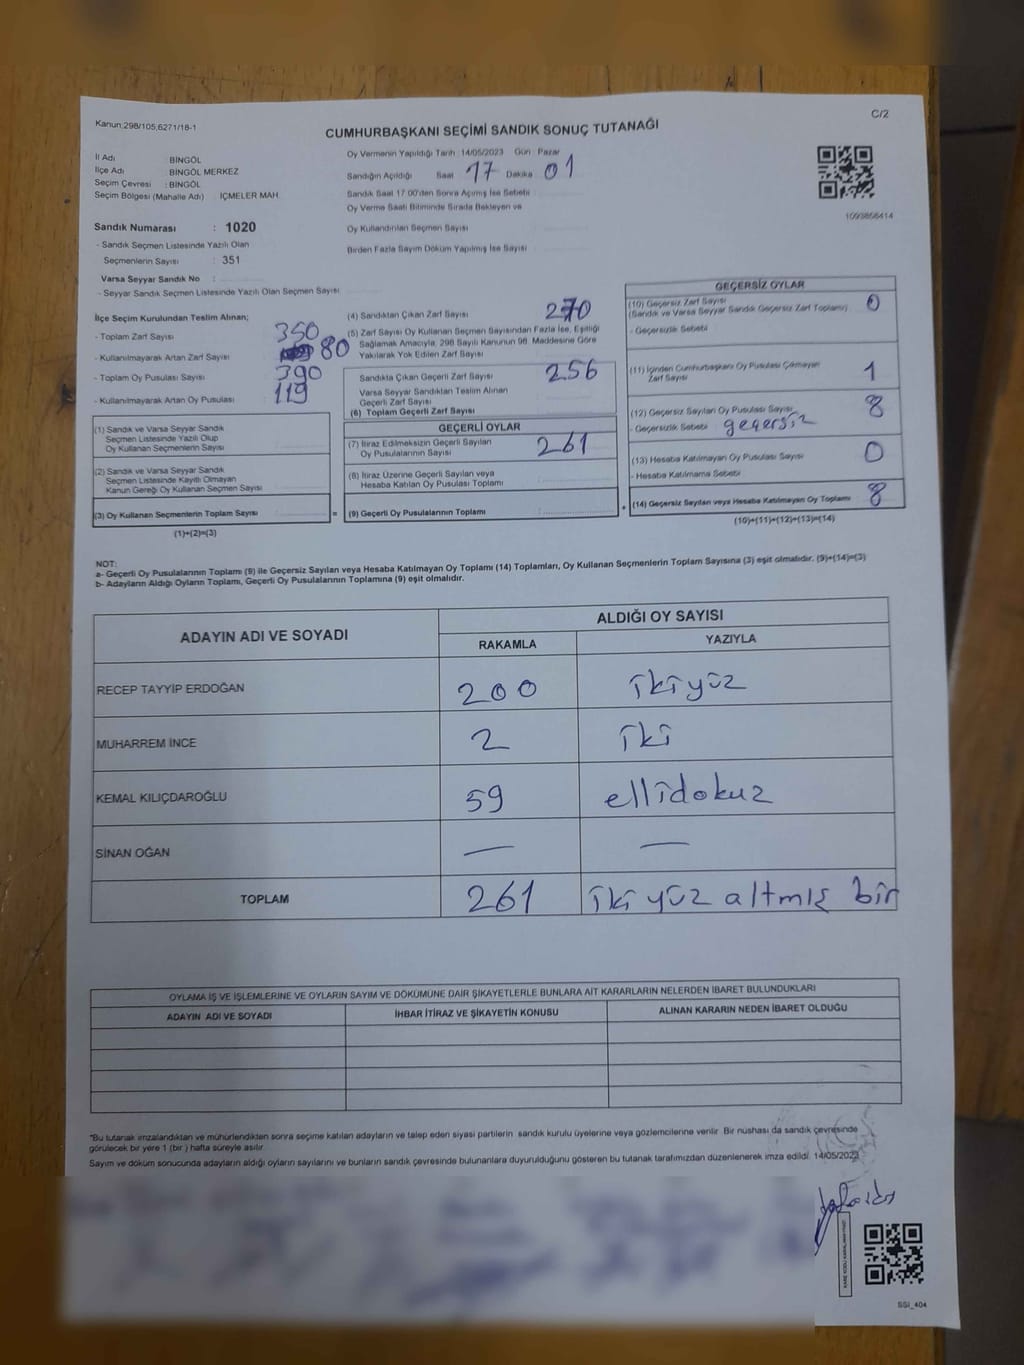 Kanun:298/105,6271/18-1
C/2
CUMHURBAŞKANI SEÇİMİ SANDIK SONUÇ TUTANAĞI
İl Adı BİNGÖL
İlçe Adı BİNGÖL MERKEZ
Seçim Çevresi : BİNGÖL
Seçim Bölgesi (Mahalle Adı) İÇMELER MAH.
Sandık Numarası : 1020
- Sandık Seçmen Listesinde Yazılı Olan
Seçmenlerin Sayısı : 351
Varsa Seyyar Sandık No :
- Seyyar Sandık Seçmen Listesinde Yazılı Olan Seçmen Sayısı
Oy Vermenin Yapıldığı Tarih :14/05/2023 Gün : Pazar
Sandığın Açıldığı Saat 17 Dakika 01
Sandık Saat 17.00'den Sonra Açımış İse Sebebi
Oy Verme Saati Bitiminde Sırada Bekleyen ve
Oy Kullandırılan Seçmen Sayısı
Birden Fazla Sayım Döküm Yapılmış İse Sayısı
1093856414
İlçe Seçim Kurulundan Teslim Alınan;
- Toplam Zarf Sayısı 350
- Kullanılmayarak Artan Zarf Sayısı 80
- Toplam Oy Pusulası Sayısı 390
- Kullanılmayarak Artan Oy Pusulası 119
(1) Sandık ve Varsa Seyyar Sandık
Seçmen Listesinde Yazılı Olup
Oy Kullanan Seçmenlerin Sayısı
(2) Sandık ve Varsa Seyyar Sandık
Seçmen Listesinde Kayıtlı Olmayan
Kanun Gereği Oy Kullanan Seçmen Sayısı
(3) Oy Kullanan Seçmenlerin Toplam Sayısı
(1)+(2)=(3)
=
(4) Sandıktan Çıkan Zarf Sayısı 270
(5) Zarf Sayısı Oy Kullanan Seçmen Sayısından Fazla İse, Eşitliği
Sağlamak Amacıyla, 298 Sayılı Kanunun 98. Maddesine Göre
Yakılarak Yok Edilen Zarf Sayısı
Sandıkta Çıkan Geçerli Zarf Sayısı 256
Varsa Seyyar Sandıktan Teslim Alınan
Geçerli Zarf Sayısı
(6) Toplam Geçerli Zarf Sayısı
GEÇERLİ OYLAR
(7) İtiraz Edilmeksizin Geçerli Sayılan
Oy Pusulalarının Sayısı 261
(8) İtiraz Üzerine Geçerli Sayılan veya
Hesaba Katılan Oy Pusulası Toplamı
(9) Geçerli Oy Pusulalarının Toplamı
+
GEÇERSİZ OYLAR
(10) Geçersiz Zarf Sayısı 0
(Sandık ve Varsa Seyyar Sandık Geçersiz Zarf Toplamı)
- Geçersizlik Sebebi
(11) İçinden Cumhurbaşkanı Oy Pusulası Çıkmayan
Zarf Sayısı 1
(12) Geçersiz Sayılan Oy Pusulası Sayısı 8
- Geçersizlik Sebebi geçersiz
(13) Hesaba Katılmayan Oy Pusulası Sayısı 0
- Hesaba Katılmama Sebebi
(14) Geçersiz Sayılan veya Hesaba Katılmayan Oy Toplamı 8
(10)+(11)+(12)+(13)=(14)
NOT:
a- Geçerli Oy Pusulalarının Toplamı (9) ile Geçersiz Sayılan veya Hesaba Katılmayan Oy Toplamı (14) Toplamları, Oy Kullanan Seçmenlerin Toplam Sayısına (3) eşit olmalıdır. (9)+(14)=(3)
b- Adayların Aldığı Oyların Toplamı, Geçerli Oy Pusulalarının Toplamına (9) eşit olmalıdır.
ADAYIN ADI VE SOYADI
ALDIĞI OY SAYISI
RAKAMLA YAZIYLA
RECEP TAYYİP ERDOĞAN 200 ikiyüz
MUHARREM İNCE 2 iki
KEMAL KILIÇDAROĞLU 59 ellidokuz
SİNAN OĞAN — —
TOPLAM 261 iki yüz altmış bir
OYLAMA İŞ VE İŞLEMLERİNE VE OYLARIN SAYIM VE DÖKÜMÜNE DAİR ŞİKAYETLERLE BUNLARA AİT KARARLARIN NELERDEN İBARET BULUNDUKLARI
ADAYIN ADI VE SOYADI İHBAR İTİRAZ VE ŞİKAYETİN KONUSU ALINAN KARARIN NEDEN İBARET OLDUĞU
*Bu tutanak imzalandıktan ve mühürlendikten sonra seçime katılan adayların ve talep eden siyasi partilerin sandık kurulu üyelerine veya gözlemcilerine verilir. Bir nüshası da sandık çevresinde
görülecek bir yere 1 (bir) hafta süreyle asılır.
Sayım ve döküm sonucunda adayların aldığı oyların sayılarını ve bunların sandık çevresinde bulunanlara duyurulduğunu gösteren bu tutanak tarafımızdan düzenlenerek imza edildi. 14/05/2023
SSI_404